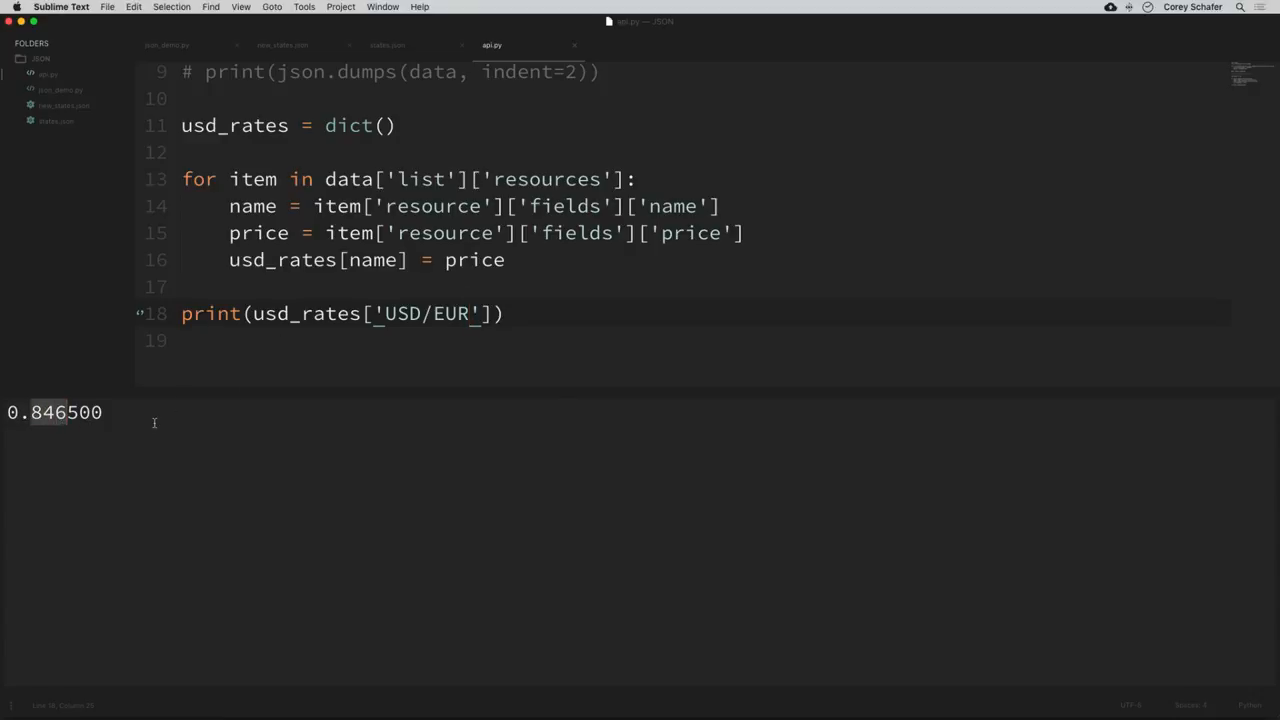 Sublime Text File Edit Selection Find View Goto Tools Project Window Help Corey Schafer
api.py — JSON
FOLDERS
JSON
api.py
json_demo.py
new_states.json
states.json
json_demo.py new_states.json states.json api.py
9 # print(json.dumps(data, indent=2))
10
11 usd_rates = dict()
12
13 for item in data['list']['resources']:
14 name = item['resource']['fields']['name']
15 price = item['resource']['fields']['price']
16 usd_rates[name] = price
17
18 print(usd_rates['USD/EUR'])
19
0.846500
Line 18, Column 25 UTF-8 Spaces: 4 Python